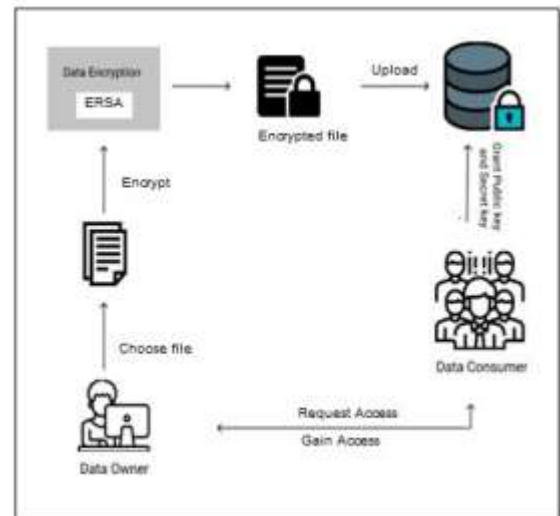 Data Encryption
ERSA
Upload
Encrypted file
Encrypt
Grant Public key
and Secret key
Choose file
Data Consumer
Request Access
Gain Access
Data Owner